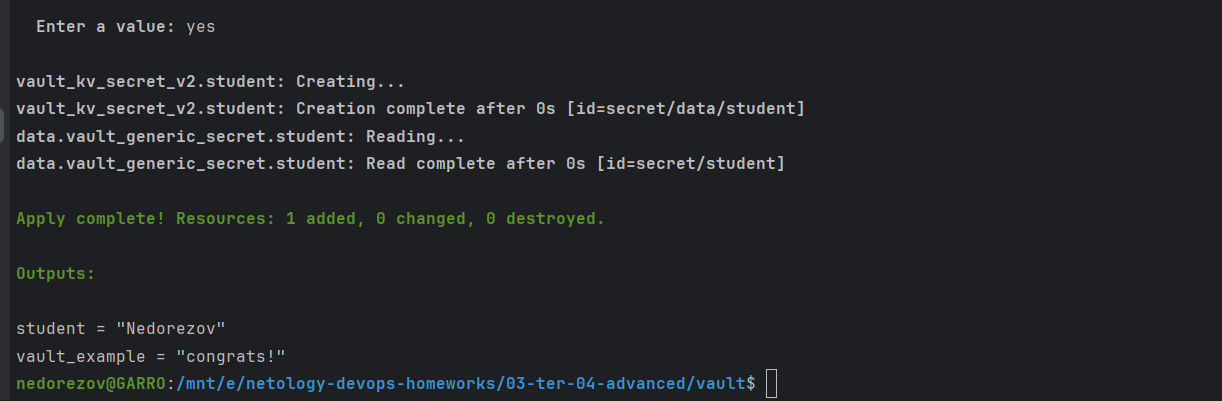 Enter a value: yes
vault_kv_secret_v2.student: Creating...
vault_kv_secret_v2.student: Creation complete after 0s [id=secret/data/student]
data.vault_generic_secret.student: Reading...
data.vault_generic_secret.student: Read complete after 0s [id=secret/student]
Apply complete! Resources: 1 added, 0 changed, 0 destroyed.
Outputs:
student = "Nedorezov"
vault_example = "congrats!"
nedorezov@GARRO:/mnt/e/netology-devops-homeworks/03-ter-04-advanced/vault$